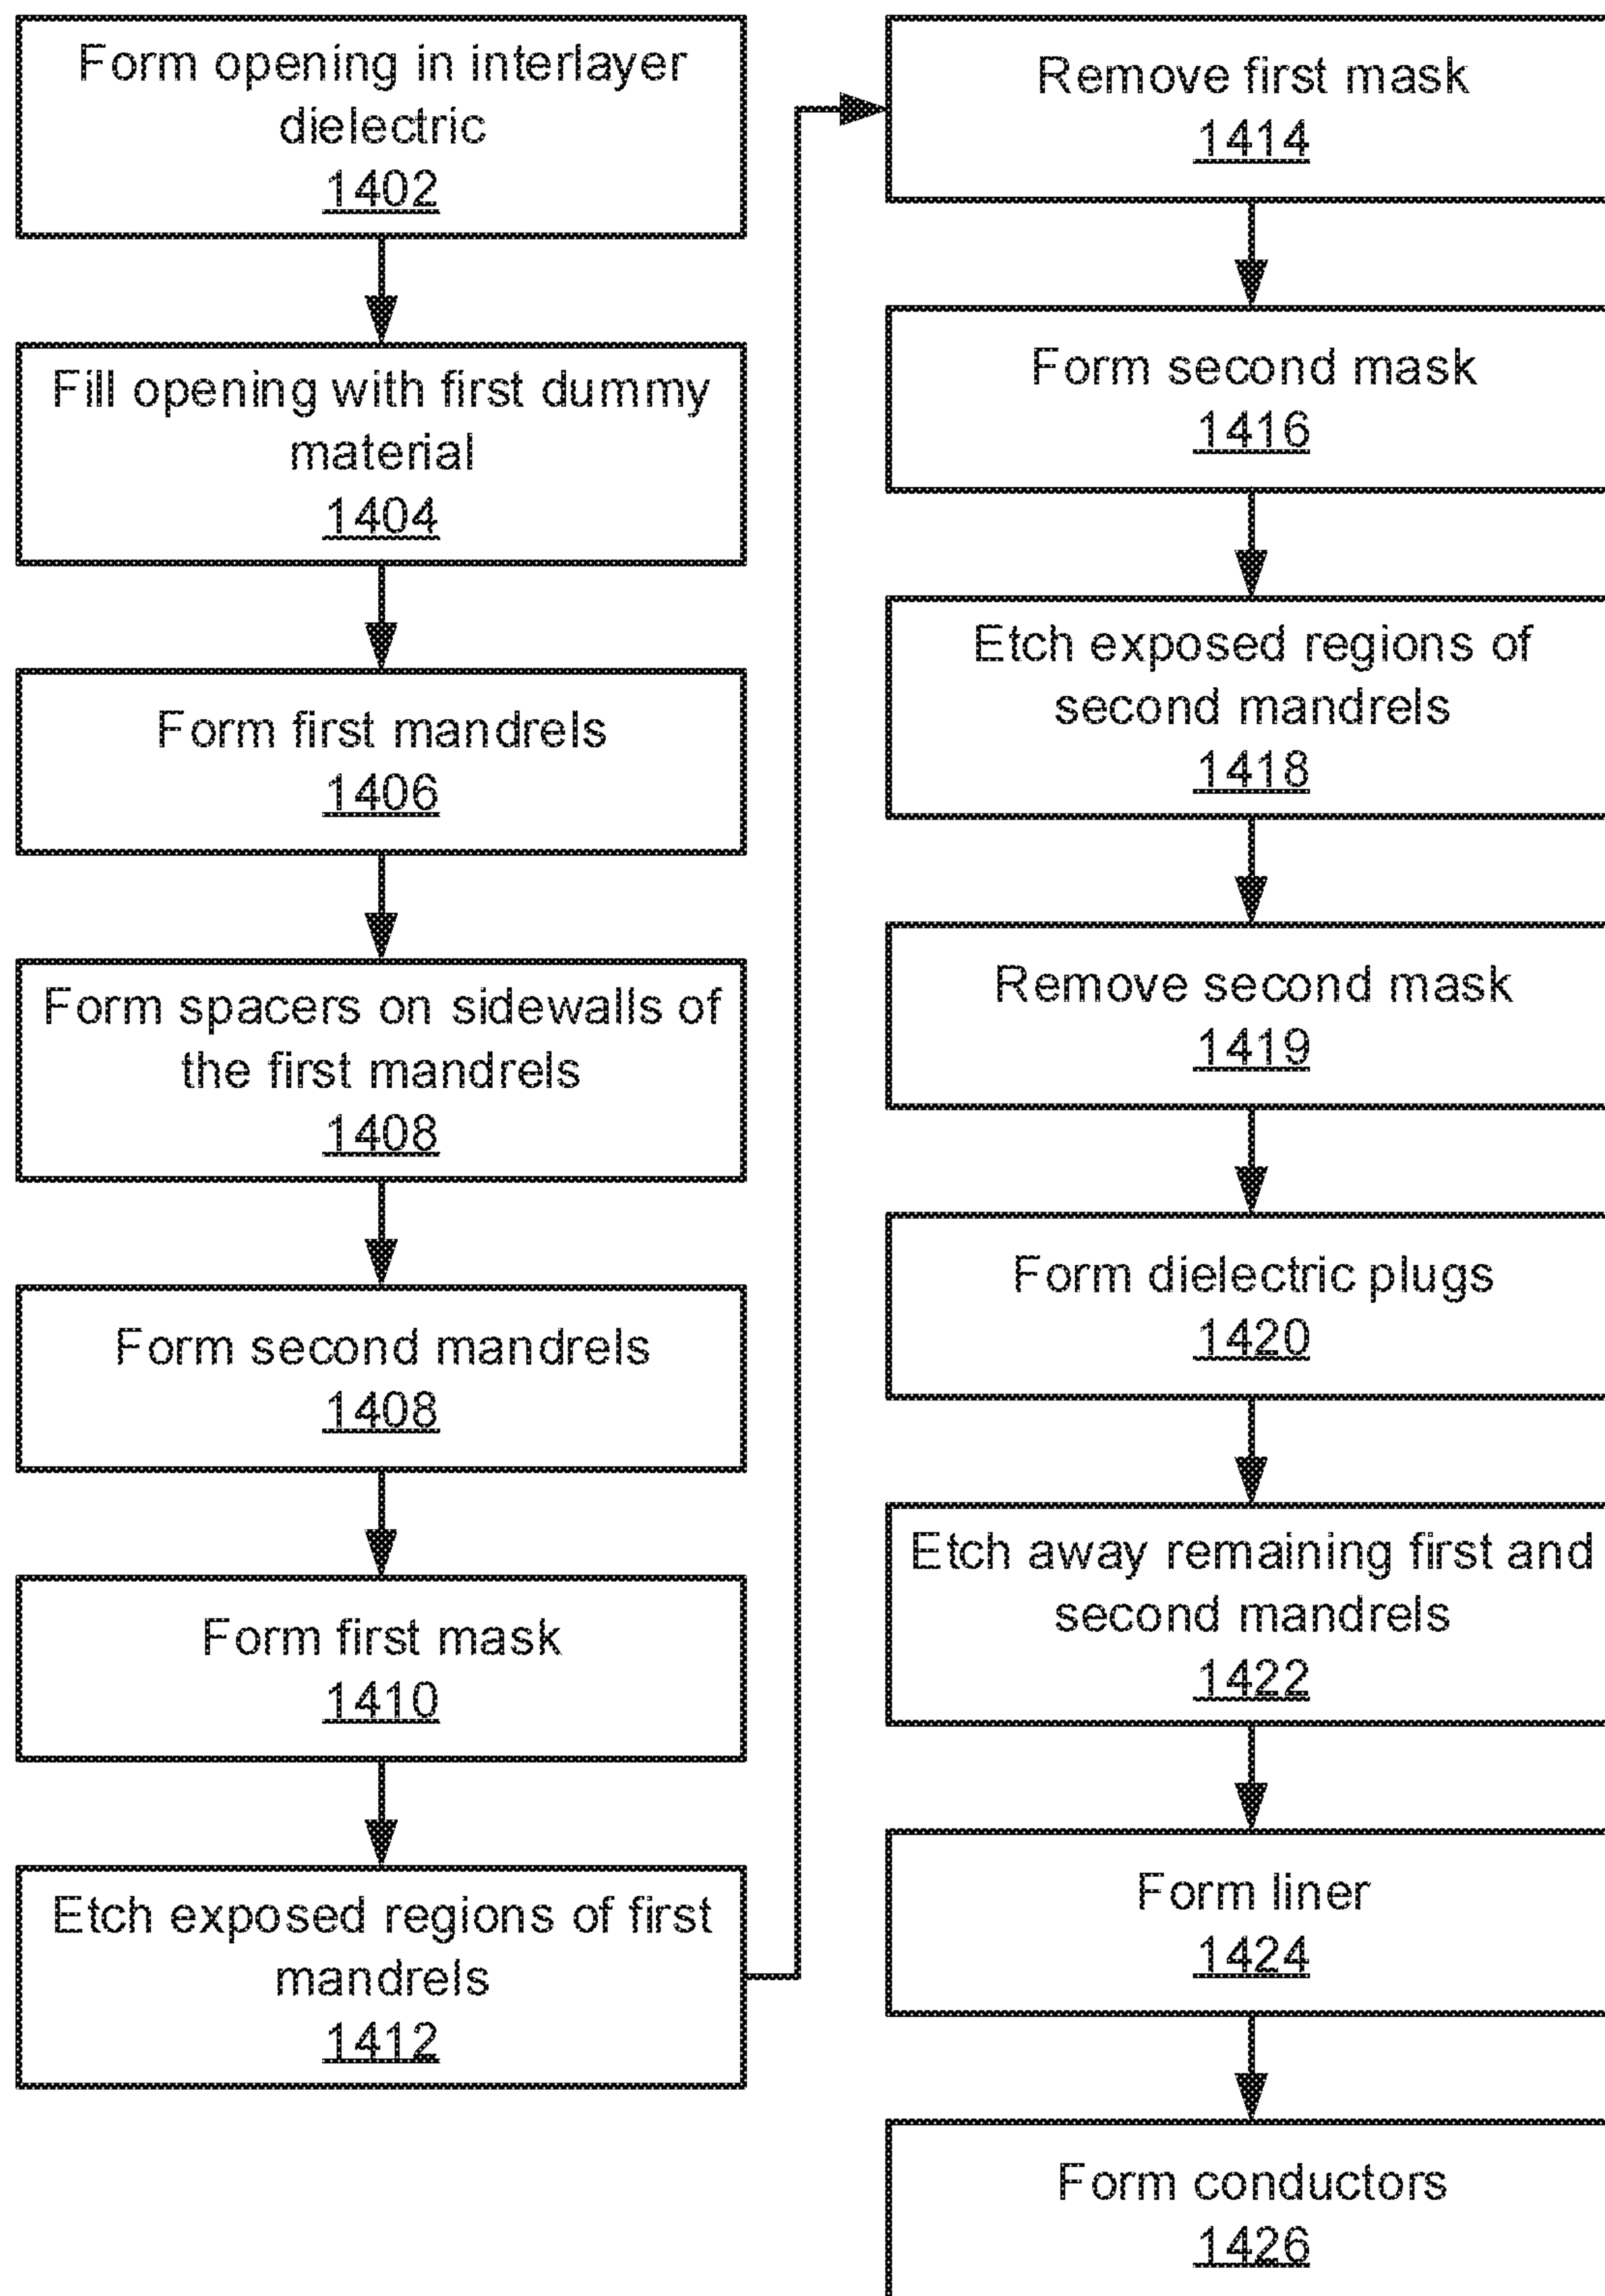 Form opening in interlayer
dielectric
1402
Fill opening with first dummy
material
1404
Form first mandrels
1406
Form spacers on sidewalls of
the first mandrels
1408
Form second mandrels
1408
Form first mask
1410
Etch exposed regions of first
mandrels
1412
Remove first mask
1414
Form second mask
1416
Etch exposed regions of
second mandrels
1418
Remove second mask
1419
Form dielectric plugs
1420
Etch away remaining first and
second mandrels
1422
Form liner
1424
Form conductors
1426